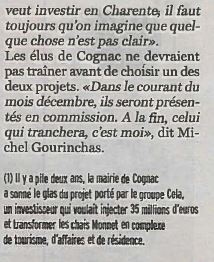 veut investir en Charente, il faut
toujours qu'on imagine que quel-
que chose n'est pas clair».
Les élus de Cognac ne devraient
pas traîner avant de choisir un des
deux projets. «Dans le courant du
mois décembre, ils seront présen-
tés en commission. A la fin, celui
qui tranchera, c'est moi», dit Mi-
chel Gourinchas.
(1) Il y a pile deux ans, la mairie de Cognac
a sonné le glas du projet porté par le groupe Ceia,
un investisseur qui voulait injecter 35 millions d'euros
et transformer les chais Monnet en complexe
de tourisme, d'affaires et de résidence.